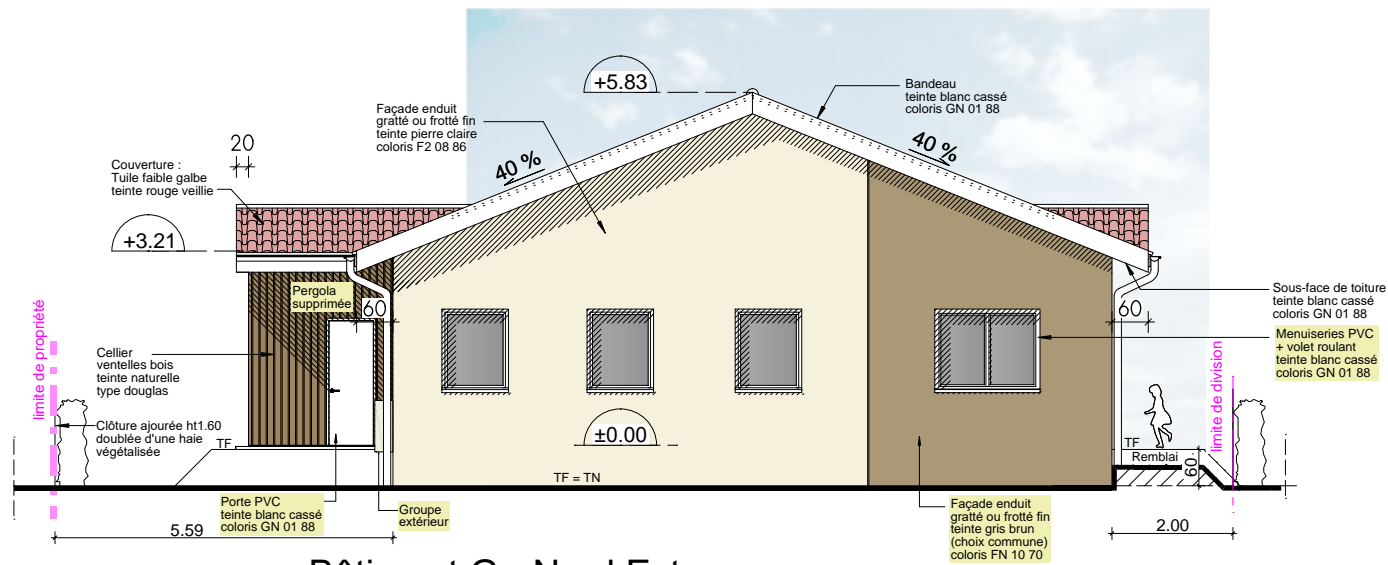 +5.83
Bandeau
teinte blanc cassé
coloris GN 01 88
Façade enduit
gratté ou frotté fin
teinte pierre claire
coloris F2 08 86
20
40 %
40 %
Couverture :
Tuile faible galbe
teinte rouge veillie
+3.21
Pergola
supprimée
60
60
Sous-face de toiture
teinte blanc cassé
coloris GN 01 88
Menuiseries PVC
+ volet roulant
teinte blanc cassé
coloris GN 01 88
limite de propriété
Cellier
ventelles bois
teinte naturelle
type douglas
limite de division
Clôture ajourée ht1.60
doublée d'une haie
végétalisée
TF
±0.00
TF
Remblai
60
TF = TN
Porte PVC
teinte blanc cassé
coloris GN 01 88
Groupe
extérieur
Façade enduit
gratté ou frotté fin
teinte gris brun
(choix commune)
coloris FN 10 70
5.59
2.00